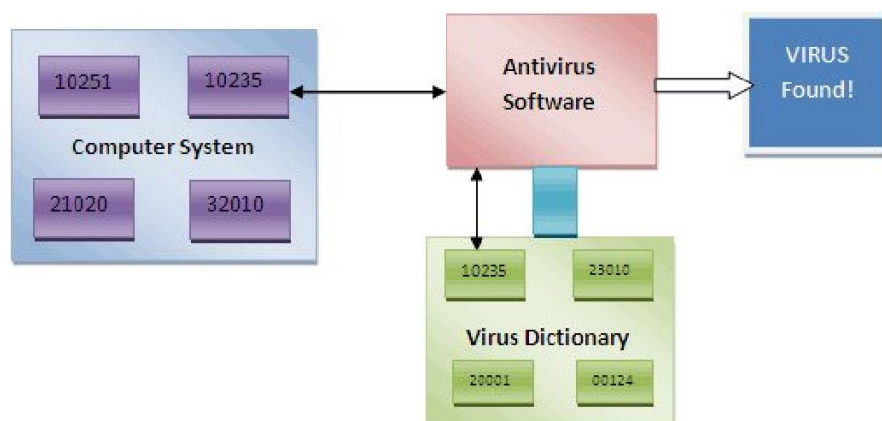 10251
10235
Computer System
21020
32010
Antivirus
Software
VIRUS
Found!
10235
23010
Virus Dictionary
20001
00124